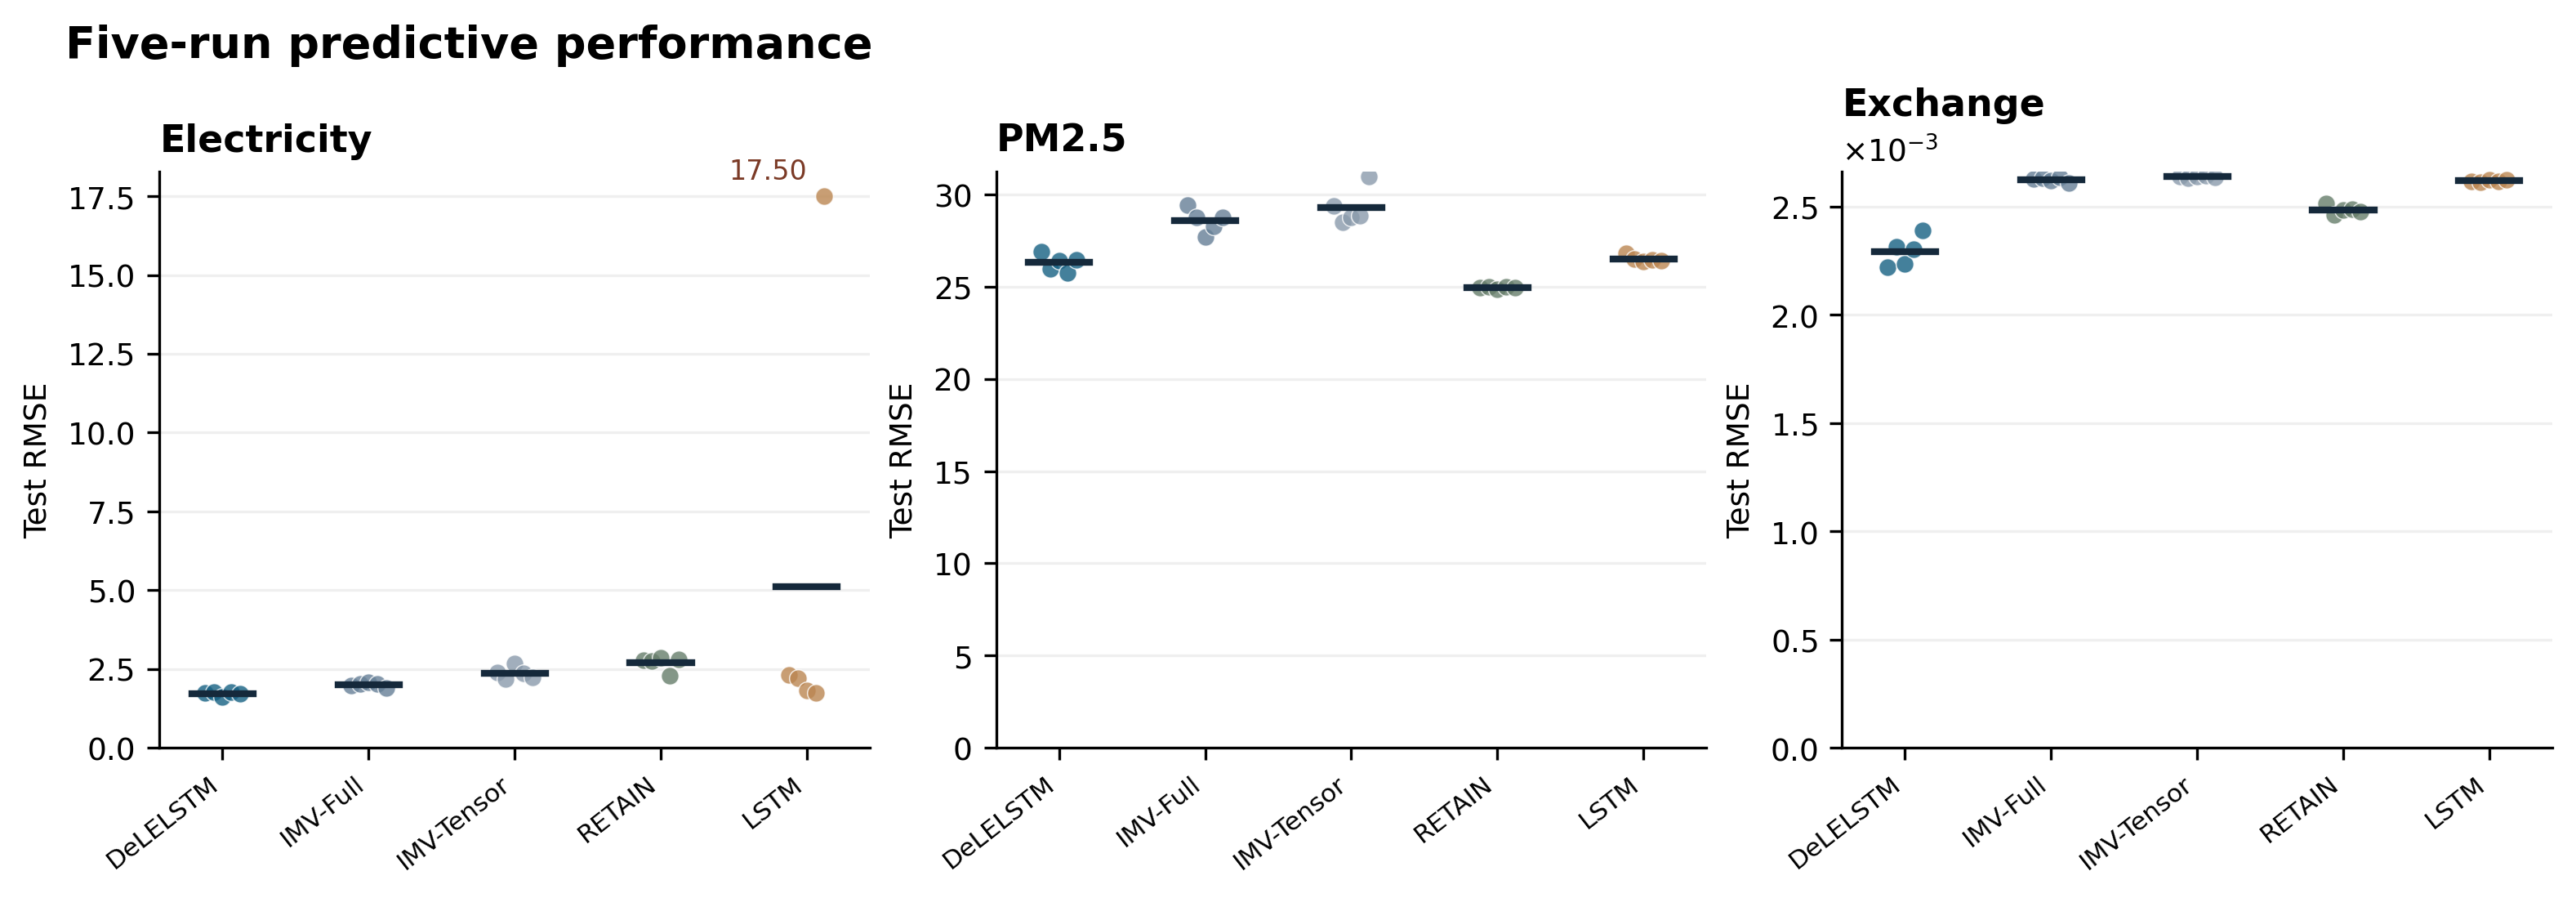 Five-run predictive performance
Electricity
17.50
Test RMSE
17.5
15.0
12.5
10.0
7.5
5.0
2.5
0.0
DeLELSTM
IMV-Full
IMV-Tensor
RETAIN
LSTM
PM2.5
Test RMSE
30
25
20
15
10
5
0
DeLELSTM
IMV-Full
IMV-Tensor
RETAIN
LSTM
Exchange
×10⁻³
Test RMSE
2.5
2.0
1.5
1.0
0.5
0.0
DeLELSTM
IMV-Full
IMV-Tensor
RETAIN
LSTM